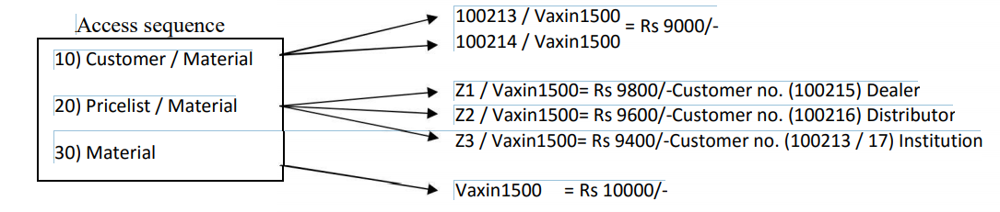 Access sequence
10) Customer / Material
20) Pricelist / Material
30) Material
100213 / Vaxin1500
100214 / Vaxin1500
= Rs 9000/-
Z1 / Vaxin1500= Rs 9800/-Customer no. (100215) Dealer
Z2 / Vaxin1500= Rs 9600/-Customer no. (100216) Distributor
Z3 / Vaxin1500= Rs 9400/-Customer no. (100213 / 17) Institution
Vaxin1500 = Rs 10000/-